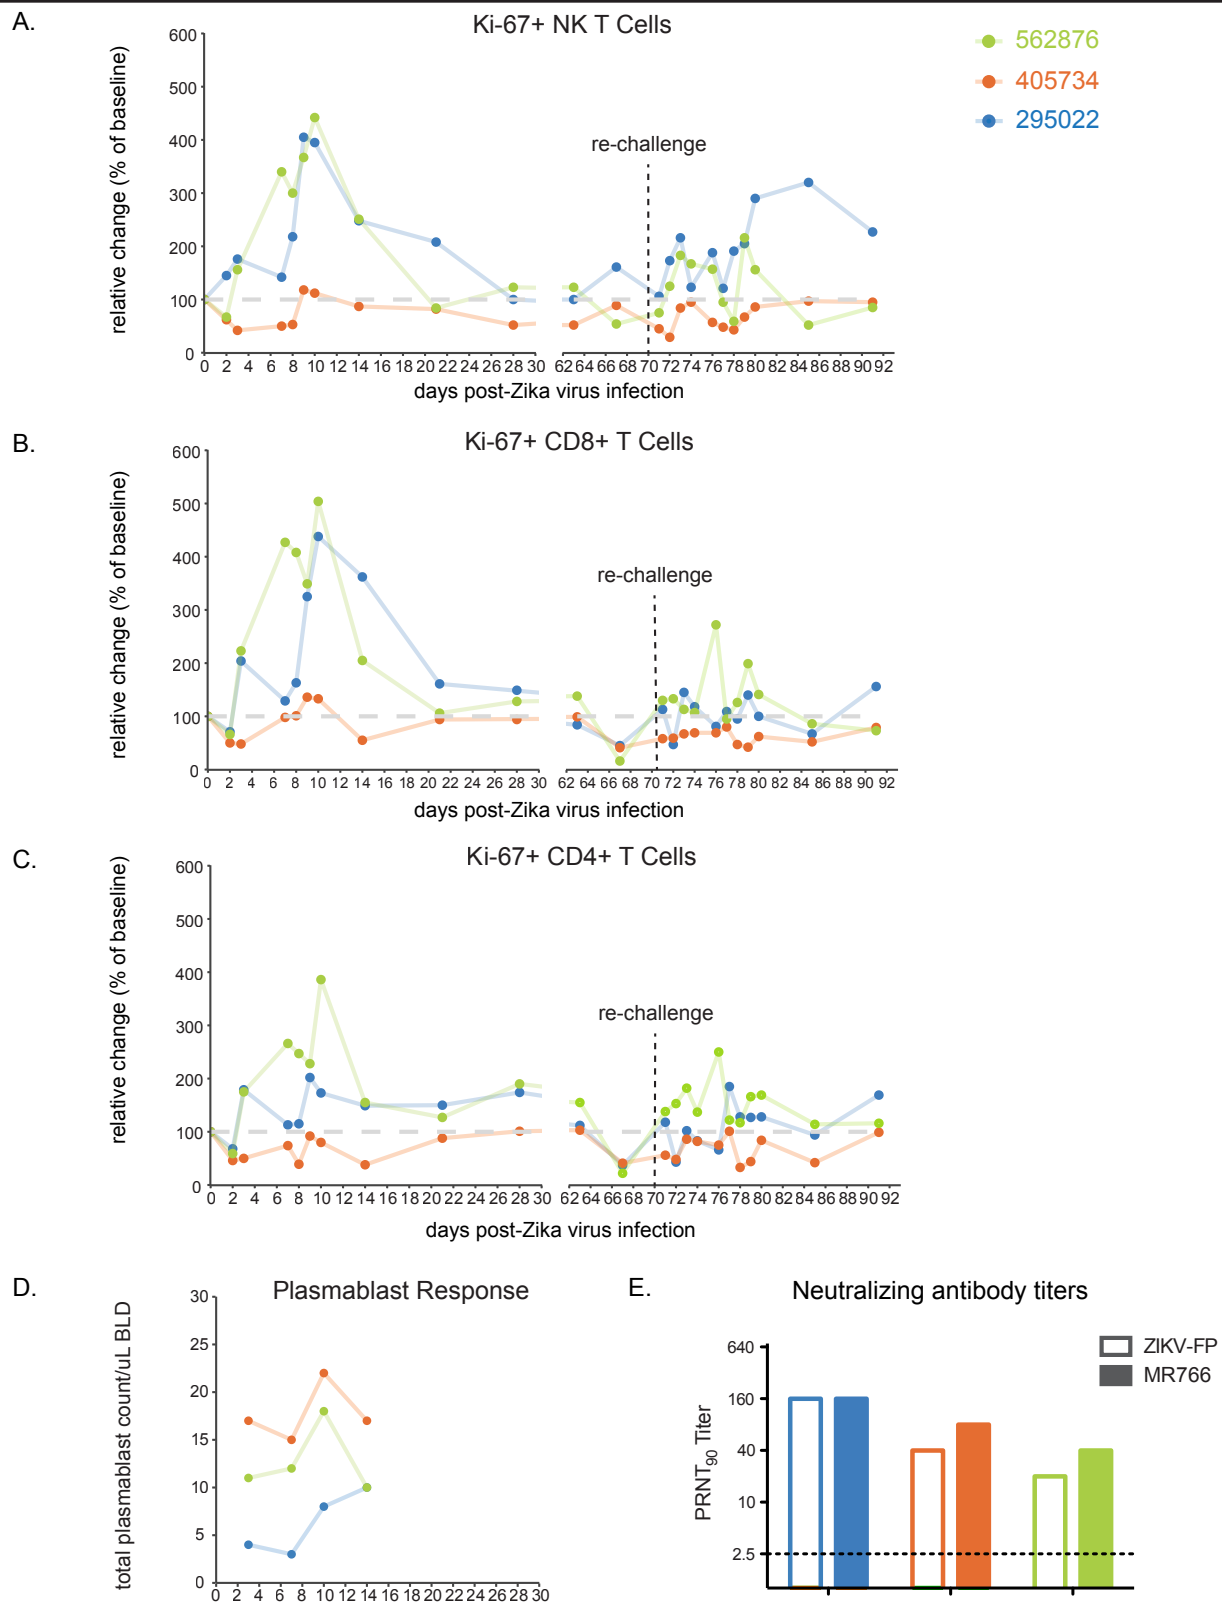 A.
Ki-67+ NK T Cells
562876
405734
295022
relative change (% of baseline)
600
500
400
300
200
100
0
re-challenge
0 2 4 6 8 10 12 14 16 18 20 22 24 26 28 30 62 64 66 68 70 72 74 76 78 80 82 84 86 88 90 92
days post-Zika virus infection
B.
Ki-67+ CD8+ T Cells
relative change (% of baseline)
600
500
400
300
200
100
0
re-challenge
0 2 4 6 8 10 12 14 16 18 20 22 24 26 28 30 62 64 66 68 70 72 74 76 78 80 82 84 86 88 90 92
days post-Zika virus infection
C.
Ki-67+ CD4+ T Cells
relative change (% of baseline)
600
500
400
300
200
100
0
re-challenge
0 2 4 6 8 10 12 14 16 18 20 22 24 26 28 30 62 64 66 68 70 72 74 76 78 80 82 84 86 88 90 92
days post-Zika virus infection
D.
Plasmablast Response
total plasmablast count/uL BLD
30
25
20
15
10
5
0
0 2 4 6 8 10 12 14 16 18 20 22 24 26 28 30
E.
Neutralizing antibody titers
ZIKV-FP
MR766
PRNT90 Titer
640
160
40
10
2.5